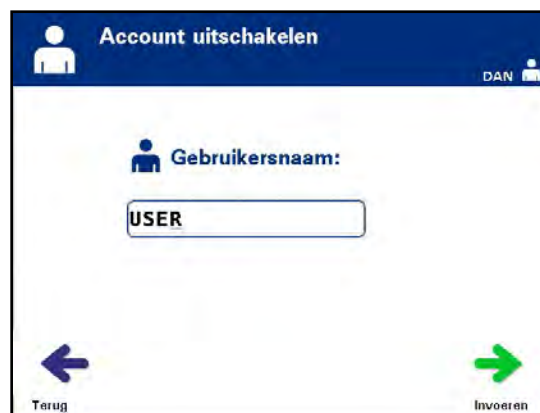 Account uitschakelen
DAN
Gebruikersnaam:
USER
Terug
Invoeren